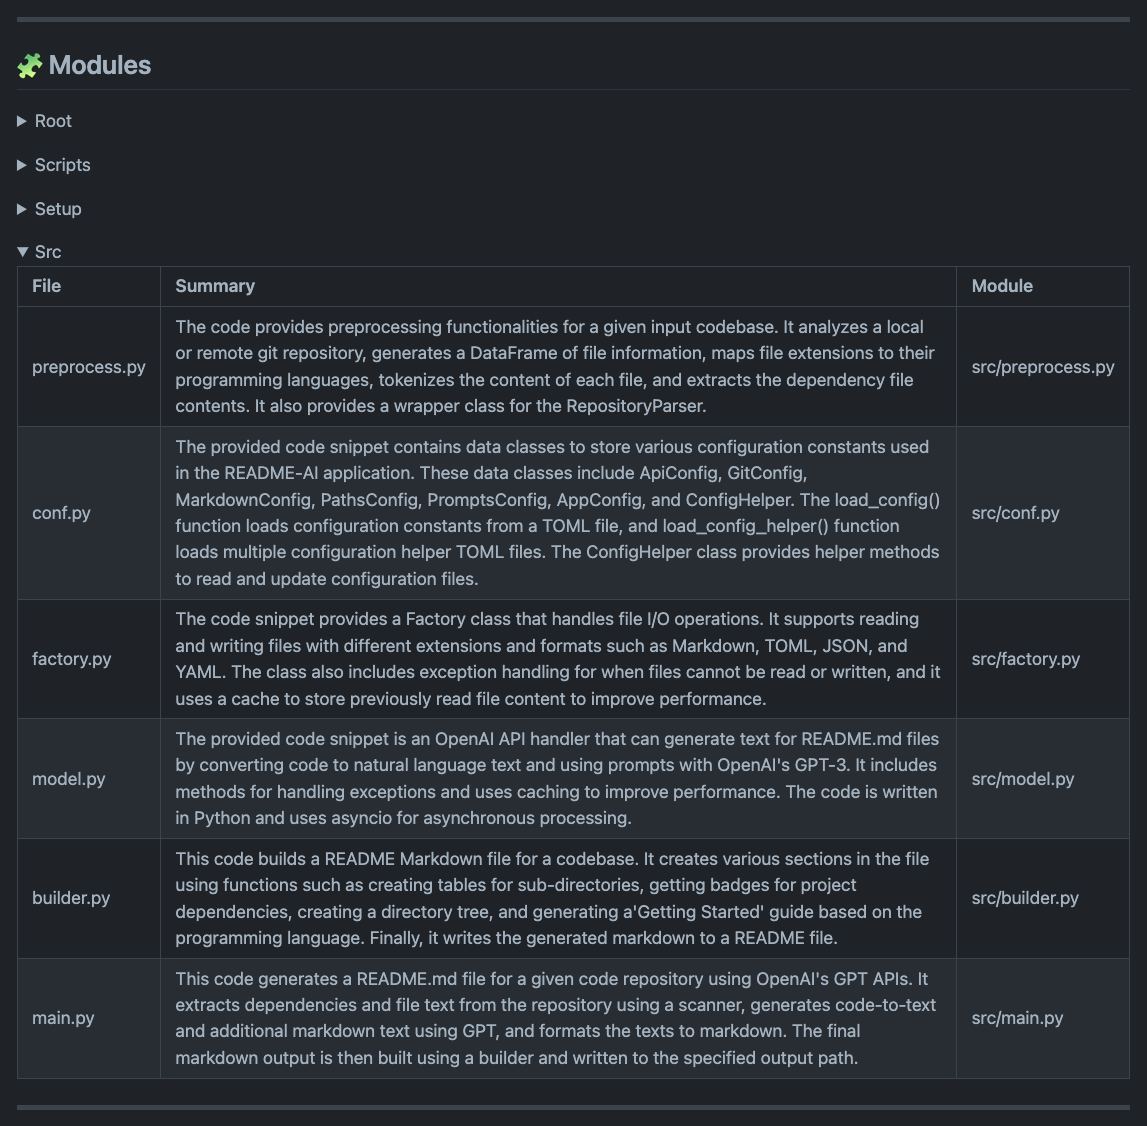 Modules
Root
Scripts
Setup
Src
File Summary Module
The code provides preprocessing functionalities for a given input codebase. It analyzes a local
or remote git repository, generates a DataFrame of file information, maps file extensions to their
preprocess.py src/preprocess.py
programming languages, tokenizes the content of each file, and extracts the dependency file
contents. It also provides a wrapper class for the RepositoryParser.
The provided code snippet contains data classes to store various configuration constants used
in the README-AI application. These data classes include ApiConfig, GitConfig,
MarkdownConfig, PathsConfig, PromptsConfig, AppConfig, and ConfigHelper. The load_config()
conf.py src/conf.py
function loads configuration constants from a TOML file, and load_config_helper() function
loads multiple configuration helper TOML files. The ConfigHelper class provides helper methods
to read and update configuration files.
The code snippet provides a Factory class that handles file I/O operations. It supports reading
and writing files with different extensions and formats such as Markdown, TOML, JSON, and
factory.py src/factory.py
YAML. The class also includes exception handling for when files cannot be read or written, and it
uses a cache to store previously read file content to improve performance.
The provided code snippet is an OpenAI API handler that can generate text for README.md files
by converting code to natural language text and using prompts with OpenAI's GPT-3. It includes
model.py src/model.py
methods for handling exceptions and uses caching to improve performance. The code is written
in Python and uses asyncio for asynchronous processing.
This code builds a README Markdown file for a codebase. It creates various sections in the file
using functions such as creating tables for sub-directories, getting badges for project
builder.py src/builder.py
dependencies, creating a directory tree, and generating a'Getting Started' guide based on the
programming language. Finally, it writes the generated markdown to a README file.
This code generates a README.md file for a given code repository using OpenAI's GPT APIs. It
extracts dependencies and file text from the repository using a scanner, generates code-to-text
main.py src/main.py
and additional markdown text using GPT, and formats the texts to markdown. The final
markdown output is then built using a builder and written to the specified output path.